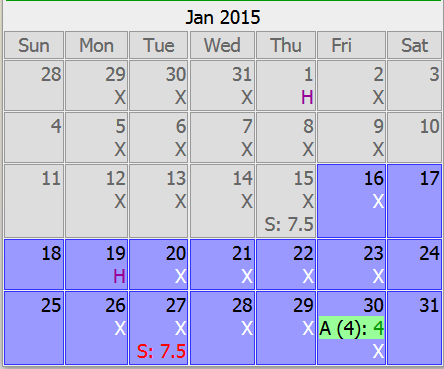 Jan 2015
Sun Mon Tue Wed Thu Fri Sat
28 29 30 31 1 2 3
X X X H X
4 5 6 7 8 9 10
X X X X X
11 12 13 14 15 16 17
X X X X X
S: 7.5
18 19 20 21 22 23 24
H X X X X
25 26 27 28 29 30 31
X X X X A (4): 4
S: 7.5 X